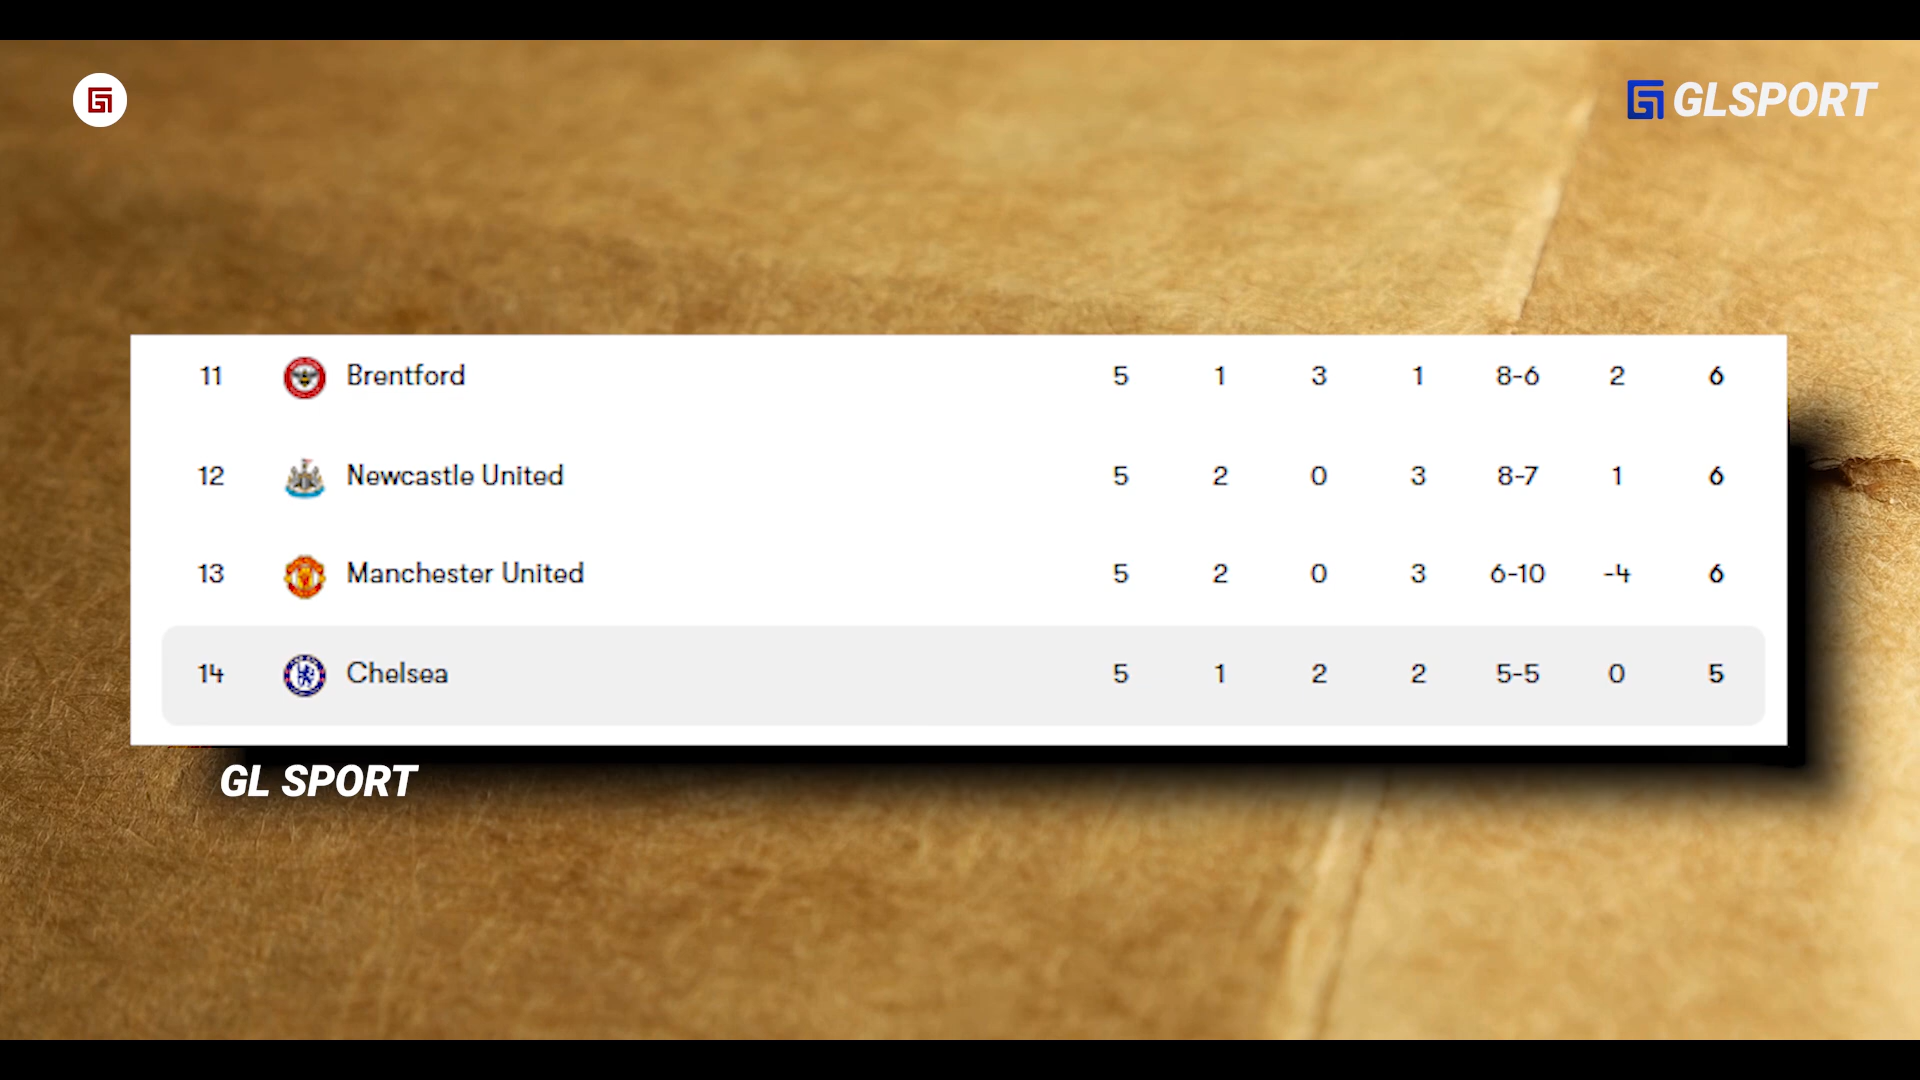 GLSPORT
11 Brentford 5 1 3 1 8-6 2 6
12 Newcastle United 5 2 0 3 8-7 1 6
13 Manchester United 5 2 0 3 6-10 -4 6
14 Chelsea 5 1 2 2 5-5 0 5
GL SPORT